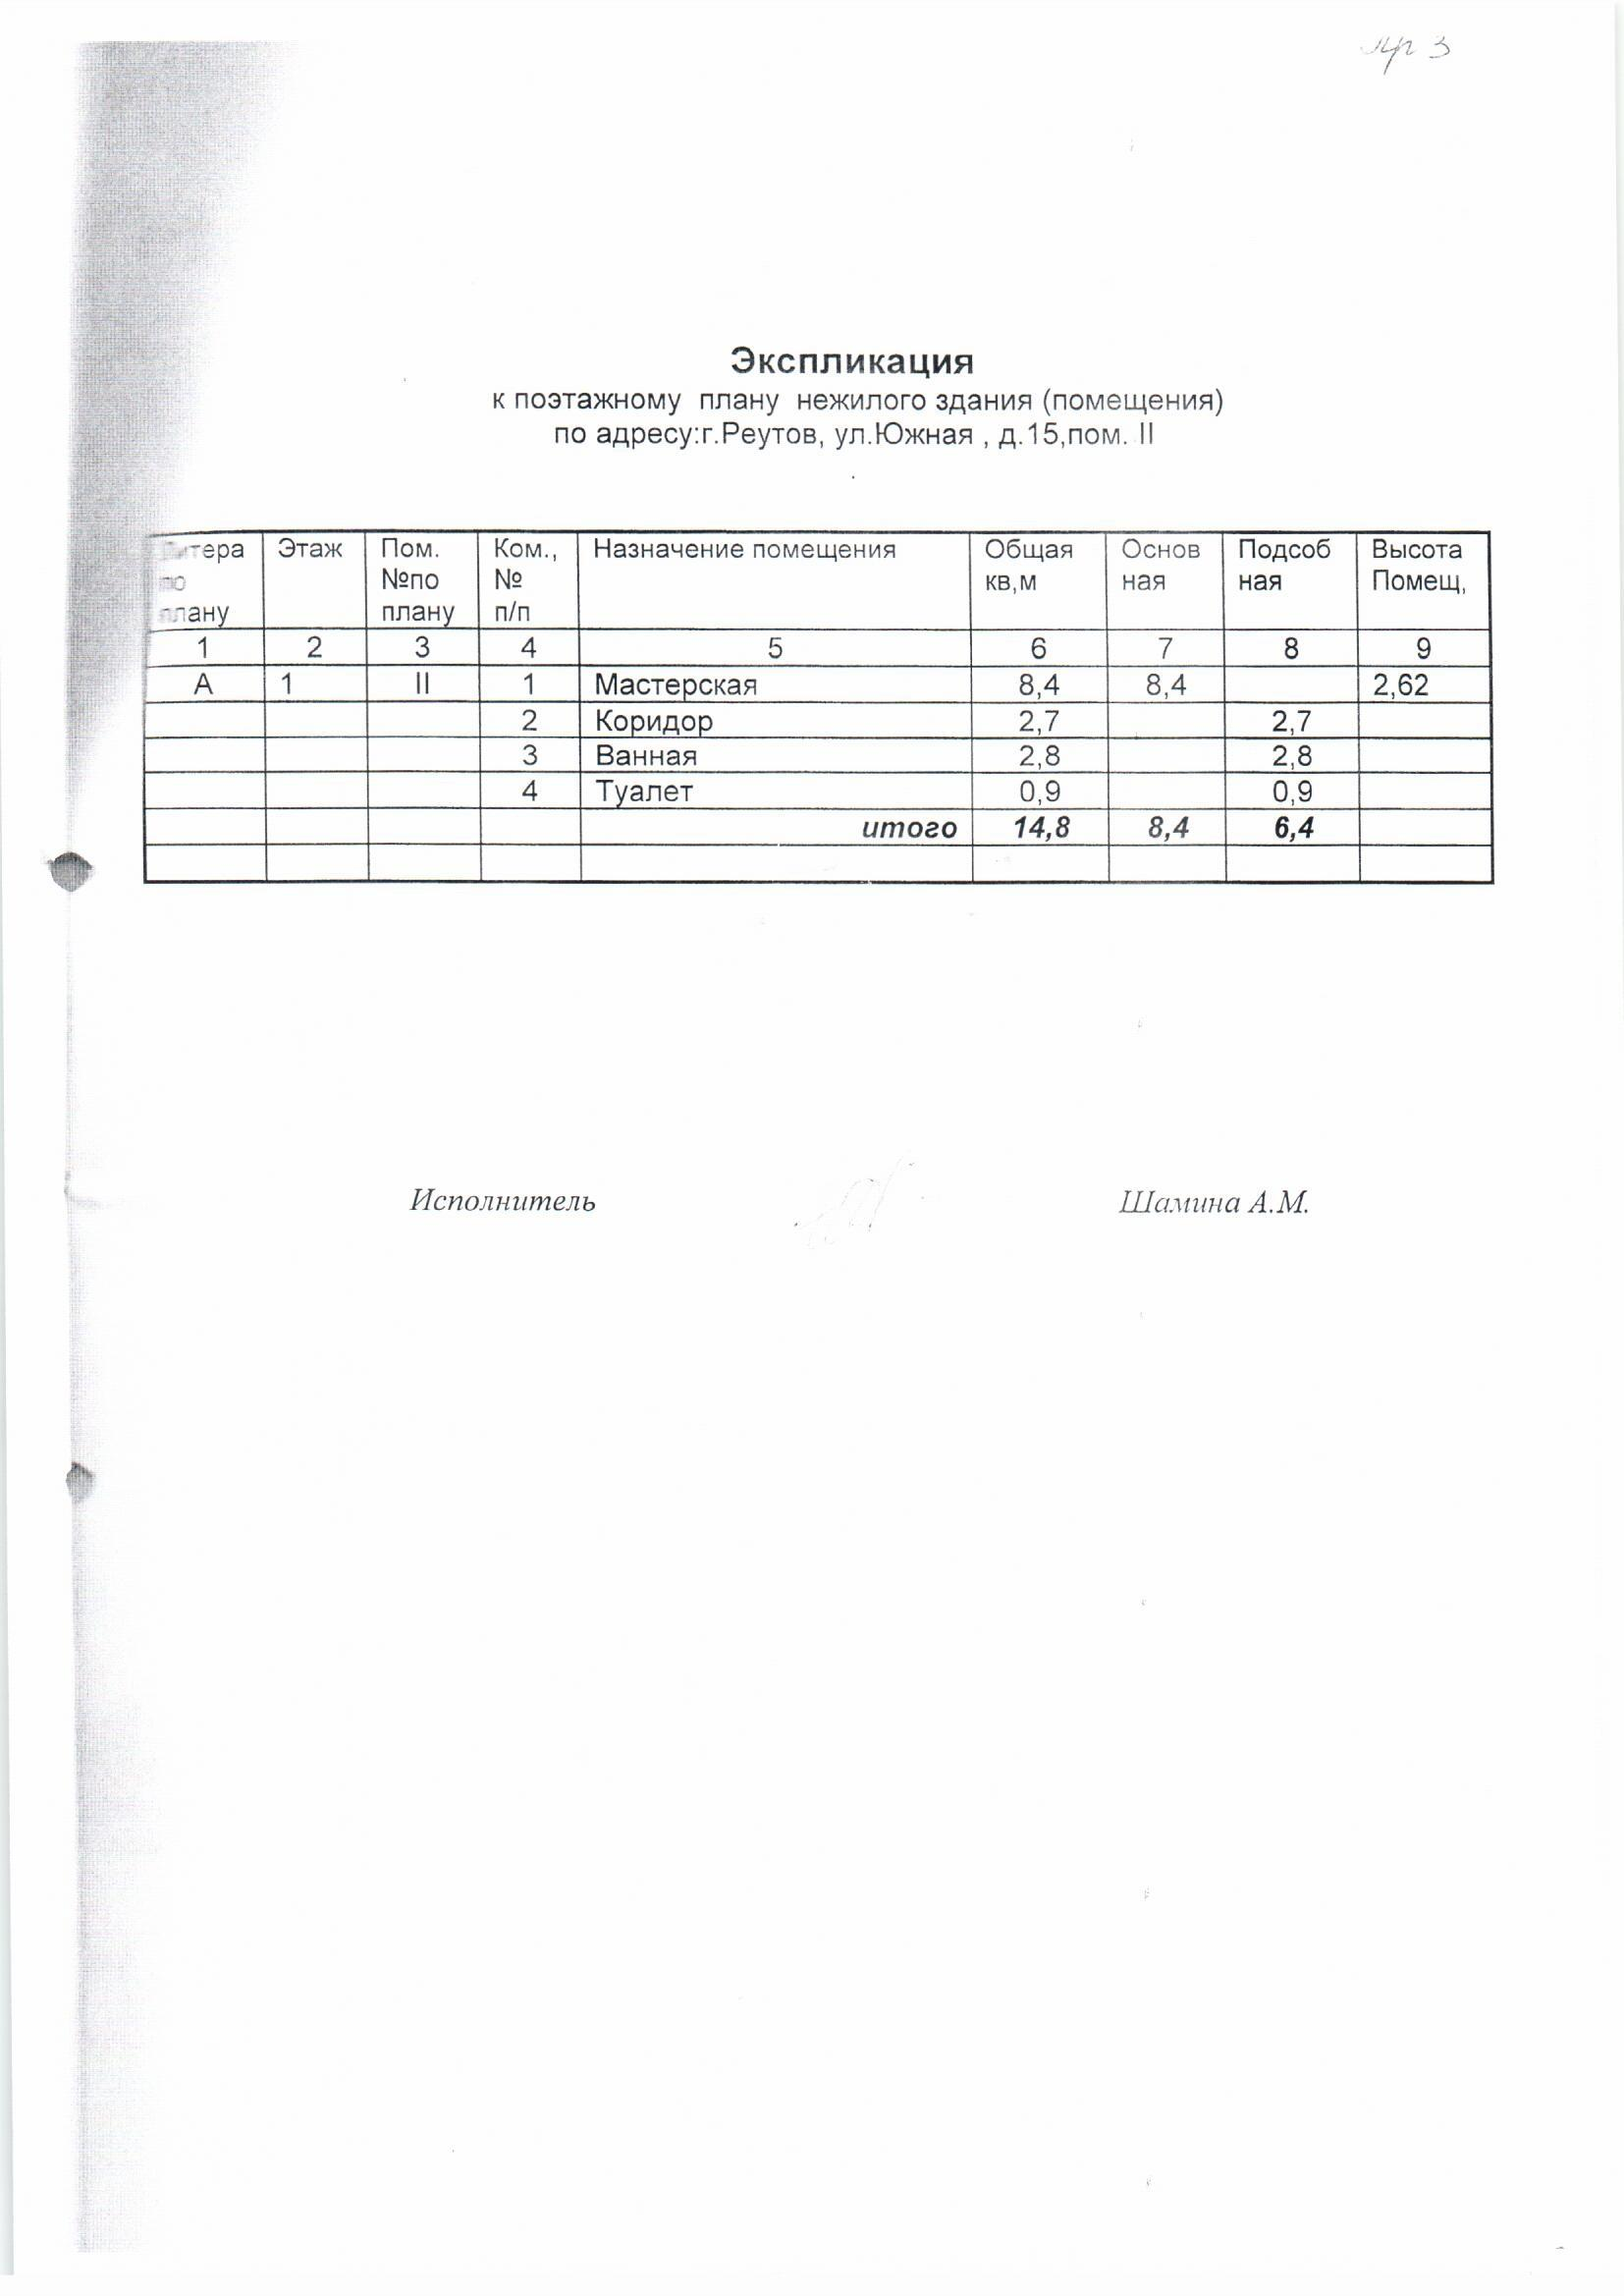 3
Экспликация
к поэтажному плану нежилого здания (помещения)
по адресу:г.Реутов, ул.Южная , д.15,пом. II
Литера по плану Этаж Пом. №по плану Ком., № п/п Назначение помещения Общая кв,м Основ ная Подсоб ная Высота Помещ,
1 2 3 4 5 6 7 8 9
А 1 II 1 Мастерская 8,4 8,4 2,62
2 Коридор 2,7 2,7
3 Ванная 2,8 2,8
4 Туалет 0,9 0,9
итого 14,8 8,4 6,4
Исполнитель Шамина А.М.